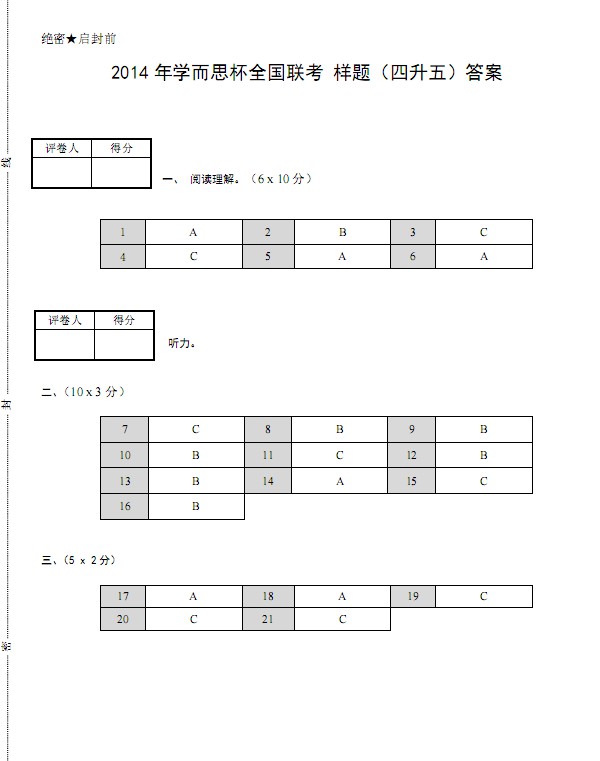 绝密★启封前
2014 年学而思杯全国联考 样题（四升五）答案
评卷人 得分
一、 阅读理解。（6 x 10 分）
1 A 2 B 3 C
4 C 5 A 6 A
评卷人 得分
听力。
二、（10 x 3 分）
7 C 8 B 9 B
10 B 11 C 12 B
13 B 14 A 15 C
16 B
三、（5 x 2 分）
17 A 18 A 19 C
20 C 21 C
线
封
密